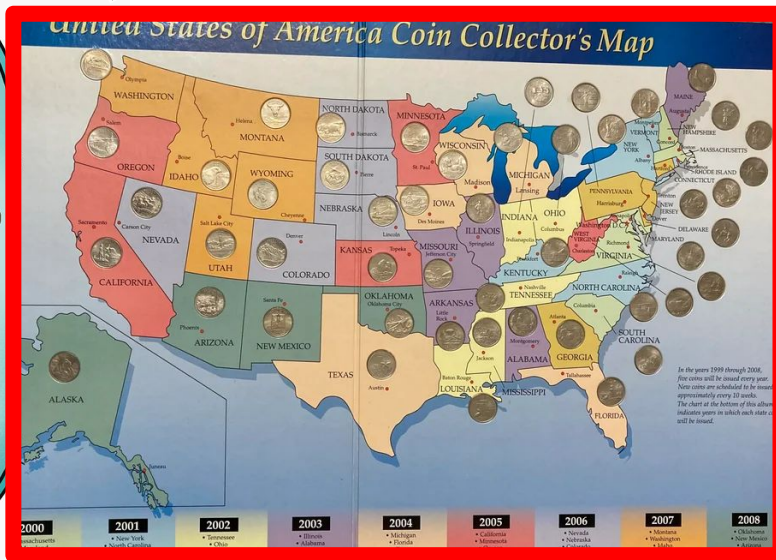 United States of America Coin Collector's Map
WASHINGTON
Olympia
OREGON
Salem
CALIFORNIA
Sacramento
NEVADA
Carson City
IDAHO
Boise
MONTANA
Helena
WYOMING
Cheyenne
UTAH
Salt Lake City
COLORADO
Denver
ARIZONA
Phoenix
NEW MEXICO
Santa Fe
NORTH DAKOTA
Bismarck
SOUTH DAKOTA
Pierre
NEBRASKA
Lincoln
KANSAS
Topeka
OKLAHOMA
Oklahoma City
TEXAS
Austin
MINNESOTA
St. Paul
IOWA
Des Moines
MISSOURI
Jefferson City
ARKANSAS
Little Rock
LOUISIANA
Baton Rouge
WISCONSIN
Madison
ILLINOIS
Springfield
MICHIGAN
Lansing
INDIANA
Indianapolis
OHIO
Columbus
KENTUCKY
Frankfort
TENNESSEE
Nashville
MISSISSIPPI
Jackson
ALABAMA
Montgomery
GEORGIA
Atlanta
FLORIDA
Tallahassee
SOUTH CAROLINA
Columbia
NORTH CAROLINA
Raleigh
VIRGINIA
Richmond
WEST VIRGINIA
Charleston
Washington D.C.
PENNSYLVANIA
Harrisburg
NEW YORK
Albany
VERMONT
Montpelier
MAINE
Augusta
NEW HAMPSHIRE
MASSACHUSETTS
RHODE ISLAND
CONNECTICUT
NEW JERSEY
DELAWARE
Dover
MARYLAND
ALASKA
Juneau
In the years 1999 through 2008,
five coins will be issued every year.
New coins are scheduled to be issued
approximately every 10 weeks.
The chart at the bottom of this album
indicates years in which each state
will be issued.
2000
2001
• New York
North Carolina
2002
• Tennessee
• Ohio
2003
• Illinois
• Alabama
2004
• Michigan
• Florida
2005
• California
• Minnesota
2006
• Nevada
• Nebraska
2007
• Montana
• Washington
• Idaho
2008
• Oklahoma
• New Mexico
• Arizona